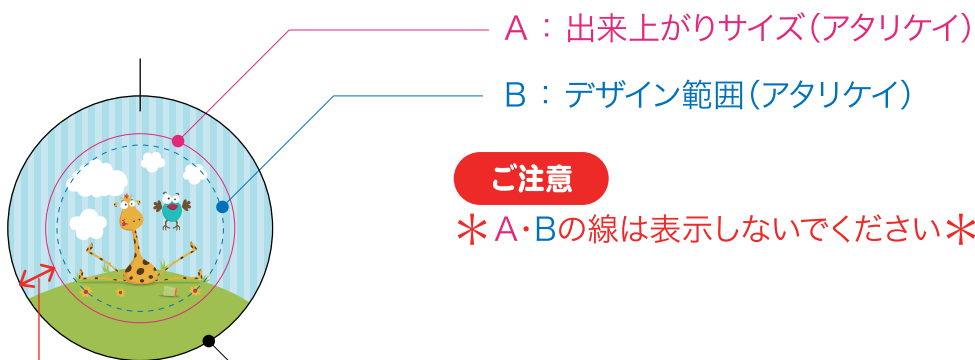 A：出来上がりサイズ（アタリケイ）
B：デザイン範囲（アタリケイ）
ご注意
＊A・Bの線は表示しないでください＊